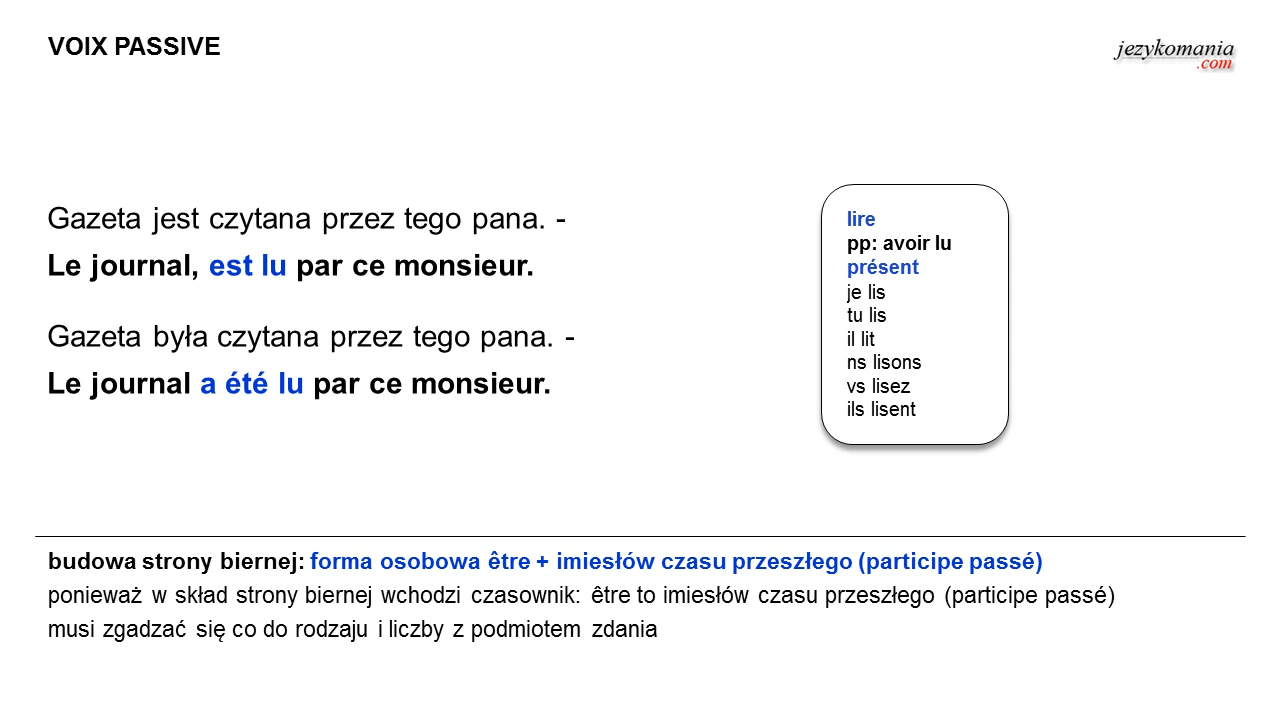 VOIX PASSIVE
jezykomania
.com
Gazeta jest czytana przez tego pana. -
Le journal, est lu par ce monsieur.
Gazeta była czytana przez tego pana. -
Le journal a été lu par ce monsieur.
lire
pp: avoir lu
présent
je lis
tu lis
il lit
ns lisons
vs lisez
ils lisent
budowa strony biernej: forma osobowa être + imiesłów czasu przeszłego (participe passé)
ponieważ w skład strony biernej wchodzi czasownik: être to imiesłów czasu przeszłego (participe passé)
musi zgadzać się co do rodzaju i liczby z podmiotem zdania